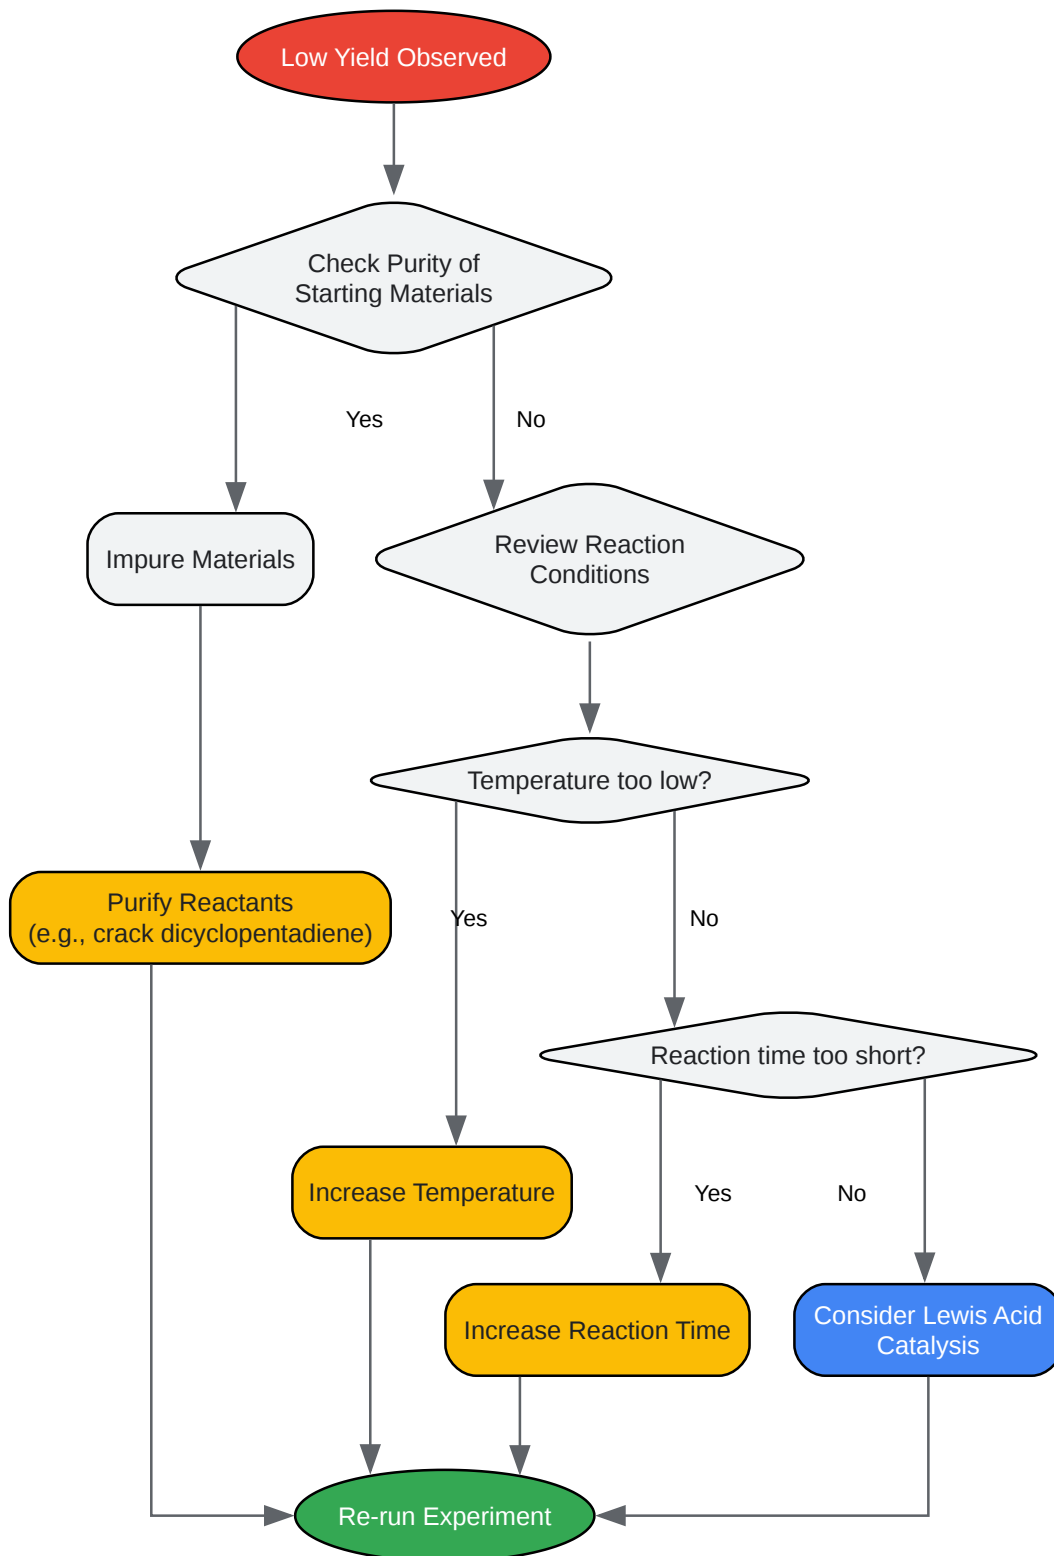 Low Yield Observed
Check Purity of
Starting Materials
Yes
No
Impure Materials
Review Reaction
Conditions
Temperature too low?
Purify Reactants
(e.g., crack dicyclopentadiene)
Yes
No
Reaction time too short?
Increase Temperature
Yes
No
Increase Reaction Time
Consider Lewis Acid
Catalysis
Re-run Experiment